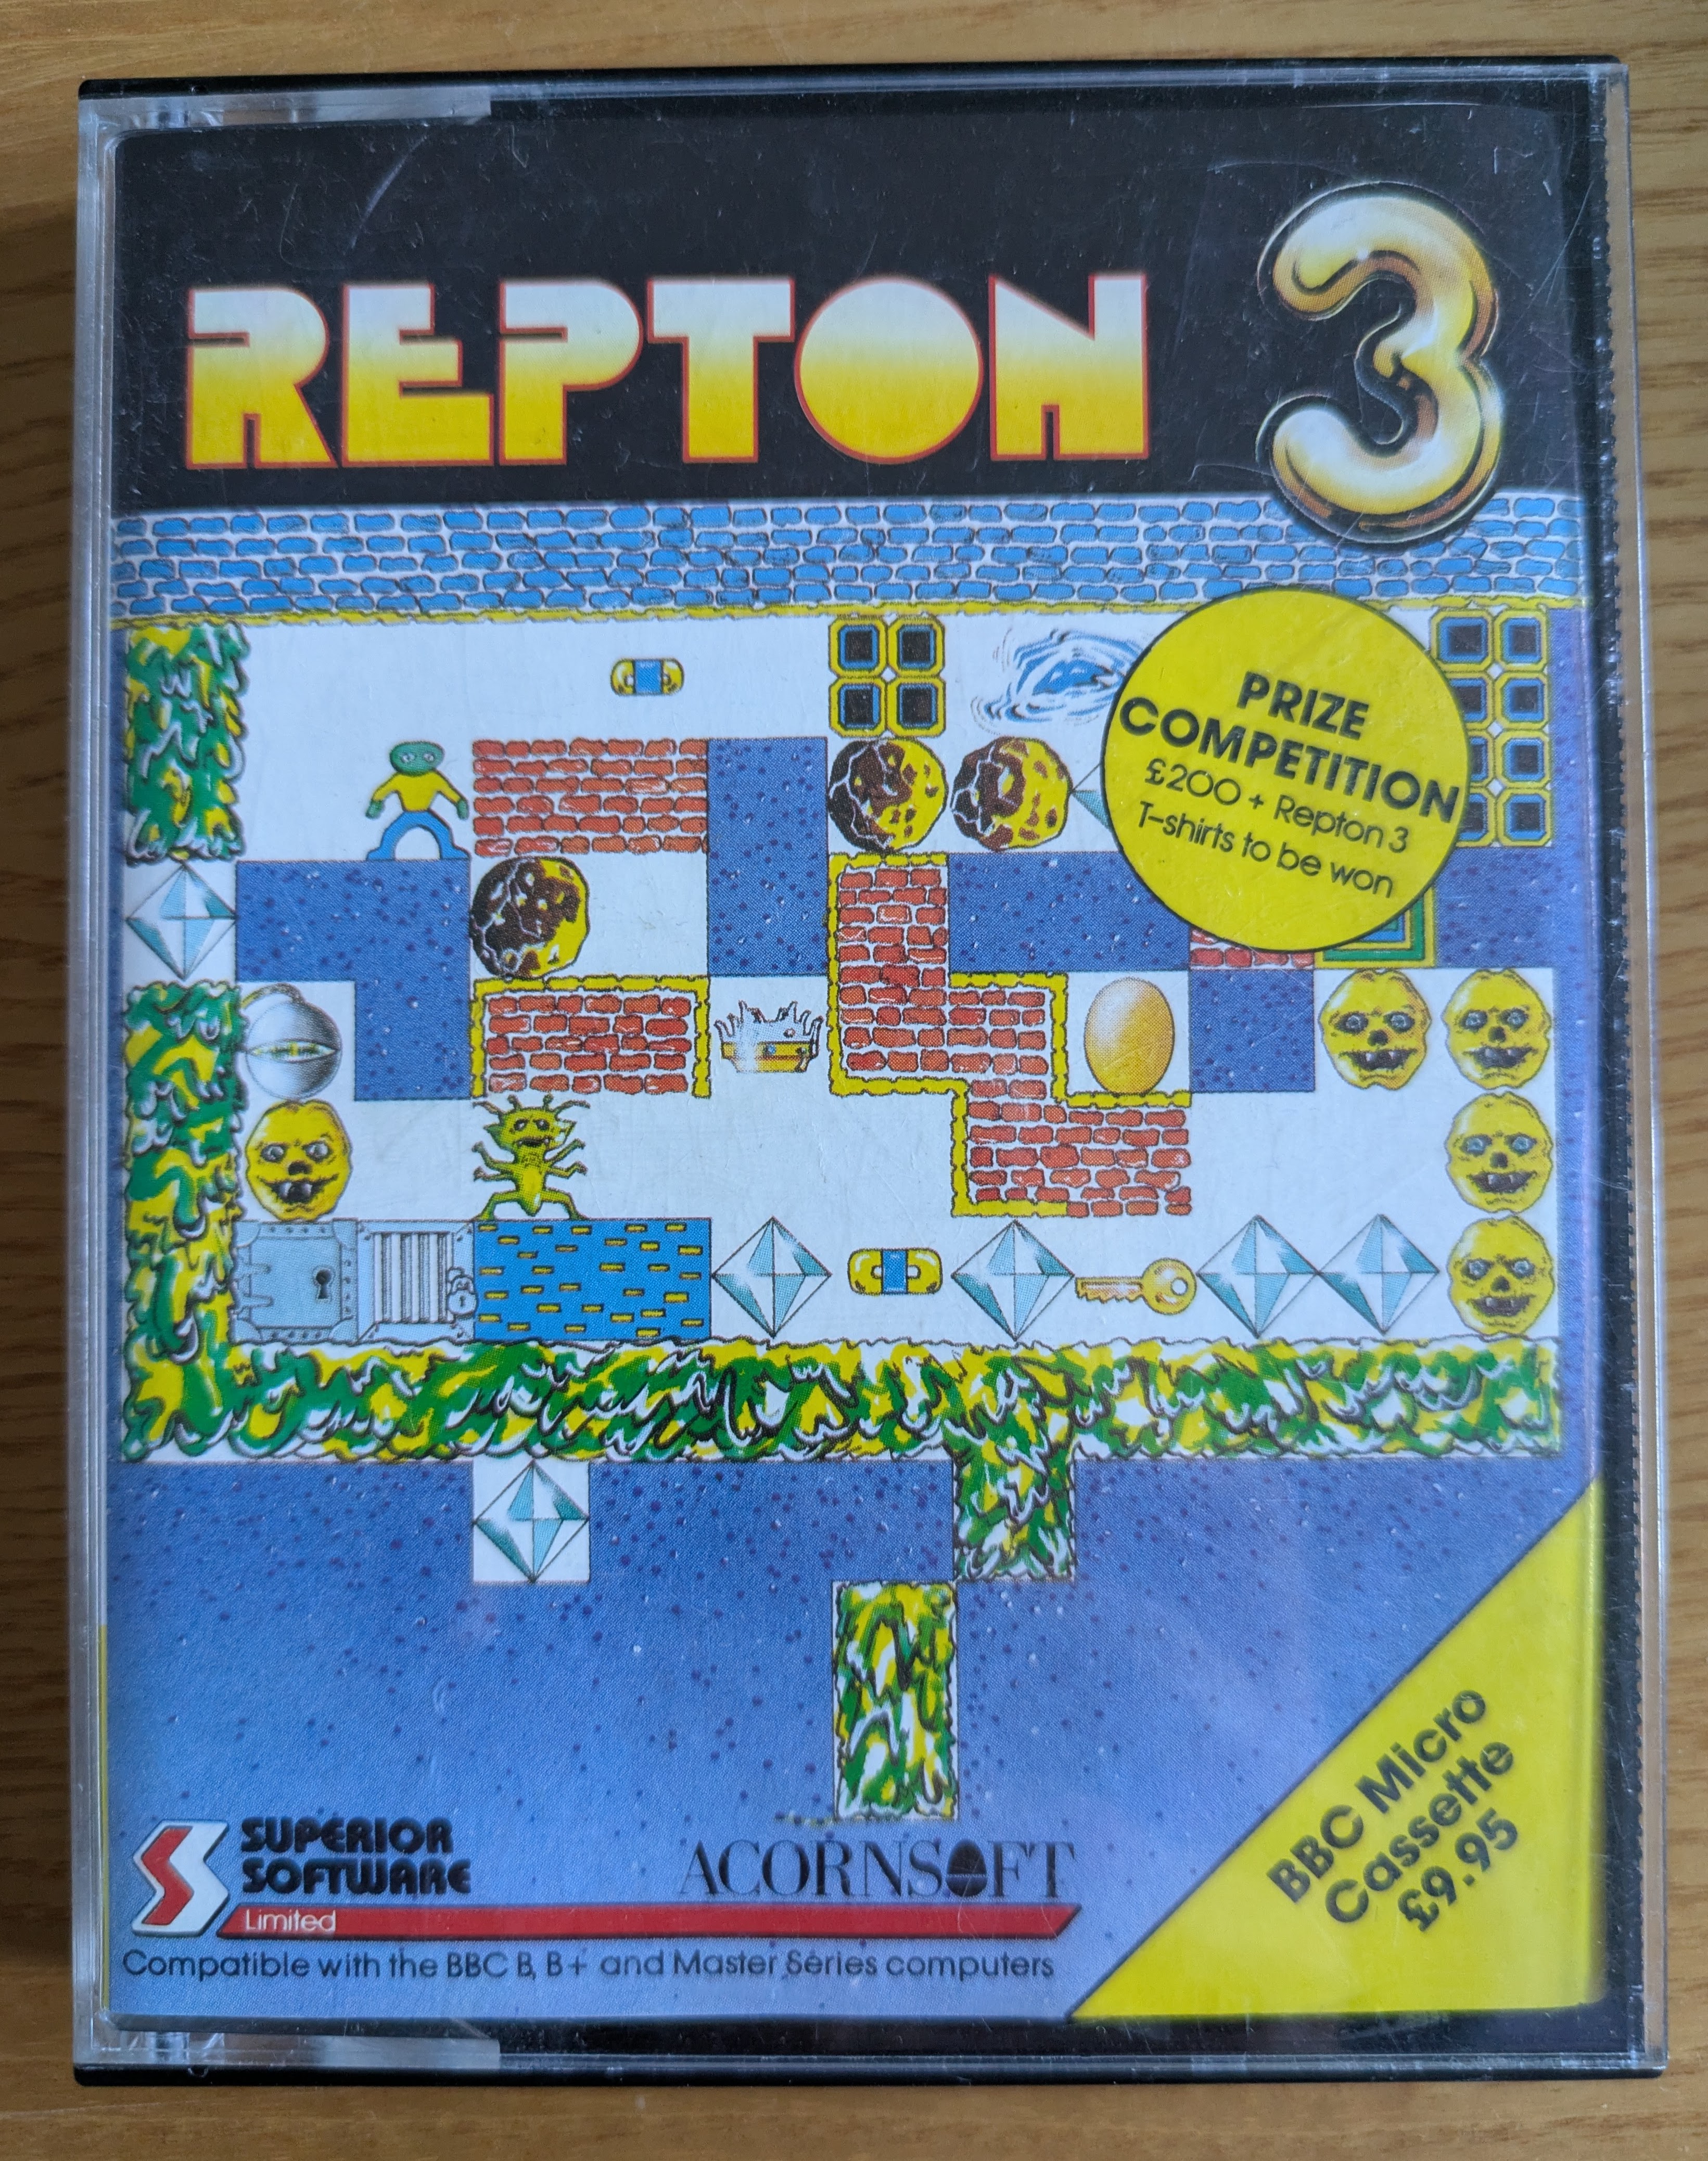 REPTON 3
PRIZE
COMPETITION
£200 + Repton 3
T-shirts to be won
SUPERIOR
SOFTWARE
Limited
ACORNSOFT
Compatible with the BBC B, B+ and Master Series computers
BBC Micro
Cassette
£9.95